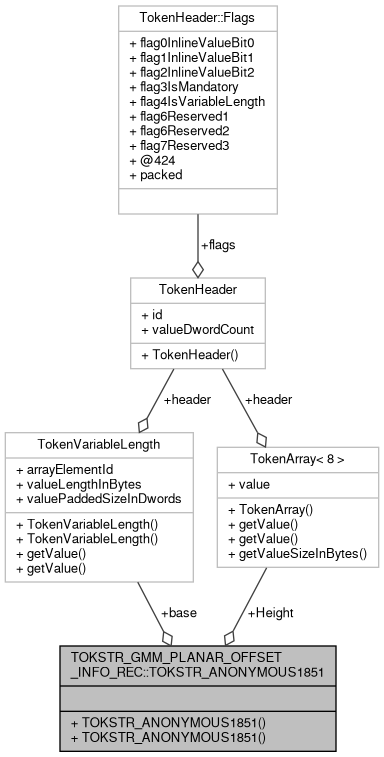 TokenHeader::Flags
+ flag0InlineValueBit0
+ flag1InlineValueBit1
+ flag2InlineValueBit2
+ flag3IsMandatory
+ flag4IsVariableLength
+ flag6Reserved1
+ flag6Reserved2
+ flag7Reserved3
+ @424
+ packed
+flags
TokenHeader
+ id
+ valueDwordCount
+ TokenHeader()
+header
+header
TokenVariableLength
+ arrayElementId
+ valueLengthInBytes
+ valuePaddedSizeInDwords
+ TokenVariableLength()
+ TokenVariableLength()
+ getValue()
+ getValue()
TokenArray< 8 >
+ value
+ TokenArray()
+ getValue()
+ getValue()
+ getValueSizeInBytes()
+base
+Height
TOKSTR_GMM_PLANAR_OFFSET
_INFO_REC::TOKSTR_ANONYMOUS1851
+ TOKSTR_ANONYMOUS1851()
+ TOKSTR_ANONYMOUS1851()